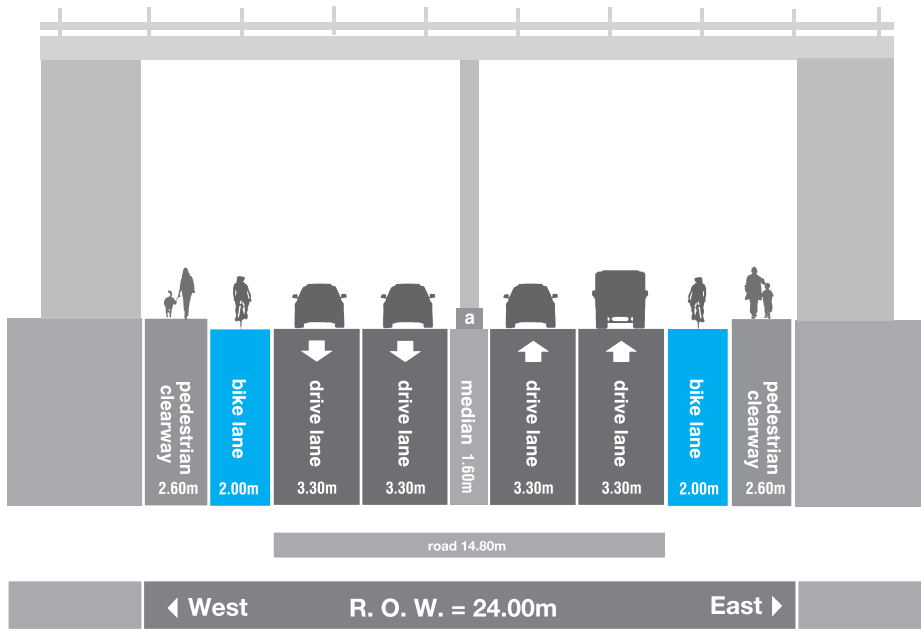 a
pedestrian
clearway
2.60m
bike lane
2.00m
drive lane
3.30m
drive lane
3.30m
median 1.60m
drive lane
3.30m
drive lane
3.30m
bike lane
2.00m
pedestrian
clearway
2.60m
road 14.80m
West
R. O. W. = 24.00m
East